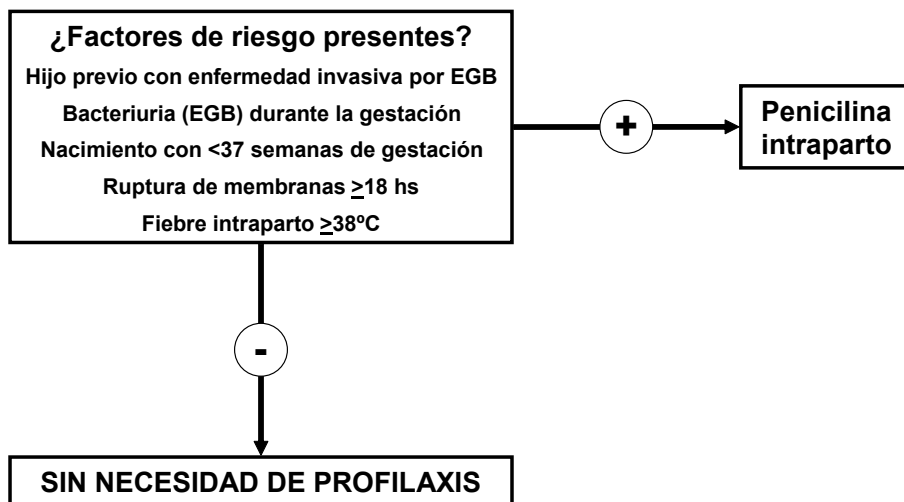 ¿Factores de riesgo presentes?
Hijo previo con enfermedad invasiva por EGB
Bacteriuria (EGB) durante la gestación
Nacimiento con <37 semanas de gestación
Ruptura de membranas ≥18 hs
Fiebre intraparto ≥38ºC
+
Penicilina
intraparto
-
SIN NECESIDAD DE PROFILAXIS